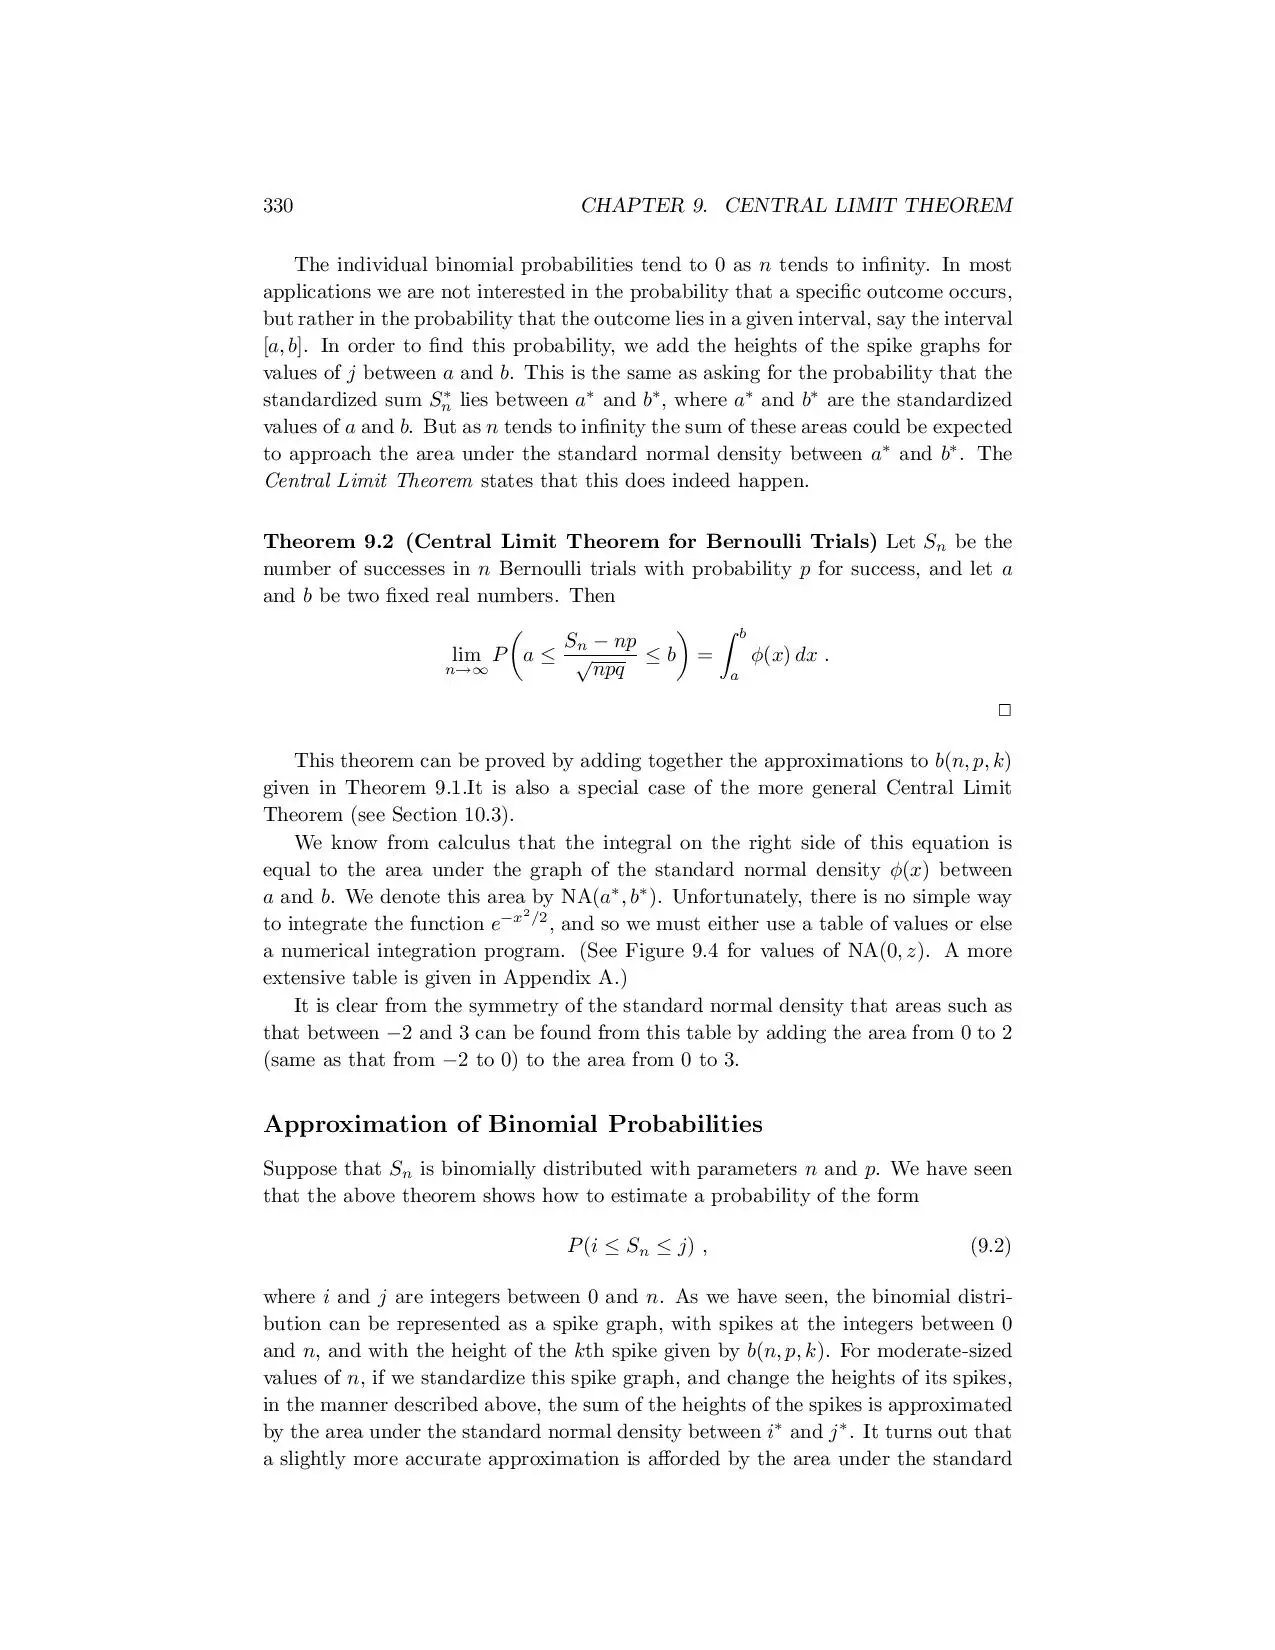 330 CHAPTER 9. CENTRAL LIMIT THEOREM
The individual binomial probabilities tend to 0 as n tends to infinity. In most
applications we are not interested in the probability that a specific outcome occurs,
but rather in the probability that the outcome lies in a given interval, say the interval
[a, b]. In order to find this probability, we add the heights of the spike graphs for
values of j between a and b. This is the same as asking for the probability that the
standardized sum Sₙ* lies between a* and b*, where a* and b* are the standardized
values of a and b. But as n tends to infinity the sum of these areas could be expected
to approach the area under the standard normal density between a* and b*. The
Central Limit Theorem states that this does indeed happen.
Theorem 9.2 (Central Limit Theorem for Bernoulli Trials) Let Sₙ be the
number of successes in n Bernoulli trials with probability p for success, and let a
and b be two fixed real numbers. Then
lim_{n→∞} P(a ≤ (Sₙ − np)/√(npq) ≤ b) = ∫_a^b φ(x) dx .
□
This theorem can be proved by adding together the approximations to b(n, p, k)
given in Theorem 9.1.It is also a special case of the more general Central Limit
Theorem (see Section 10.3).
We know from calculus that the integral on the right side of this equation is
equal to the area under the graph of the standard normal density φ(x) between
a and b. We denote this area by NA(a*, b*). Unfortunately, there is no simple way
to integrate the function e^{−x²/2}, and so we must either use a table of values or else
a numerical integration program. (See Figure 9.4 for values of NA(0, z). A more
extensive table is given in Appendix A.)
It is clear from the symmetry of the standard normal density that areas such as
that between −2 and 3 can be found from this table by adding the area from 0 to 2
(same as that from −2 to 0) to the area from 0 to 3.
Approximation of Binomial Probabilities
Suppose that Sₙ is binomially distributed with parameters n and p. We have seen
that the above theorem shows how to estimate a probability of the form
P(i ≤ Sₙ ≤ j) , (9.2)
where i and j are integers between 0 and n. As we have seen, the binomial distri-
bution can be represented as a spike graph, with spikes at the integers between 0
and n, and with the height of the kth spike given by b(n, p, k). For moderate-sized
values of n, if we standardize this spike graph, and change the heights of its spikes,
in the manner described above, the sum of the heights of the spikes is approximated
by the area under the standard normal density between i* and j*. It turns out that
a slightly more accurate approximation is afforded by the area under the standard